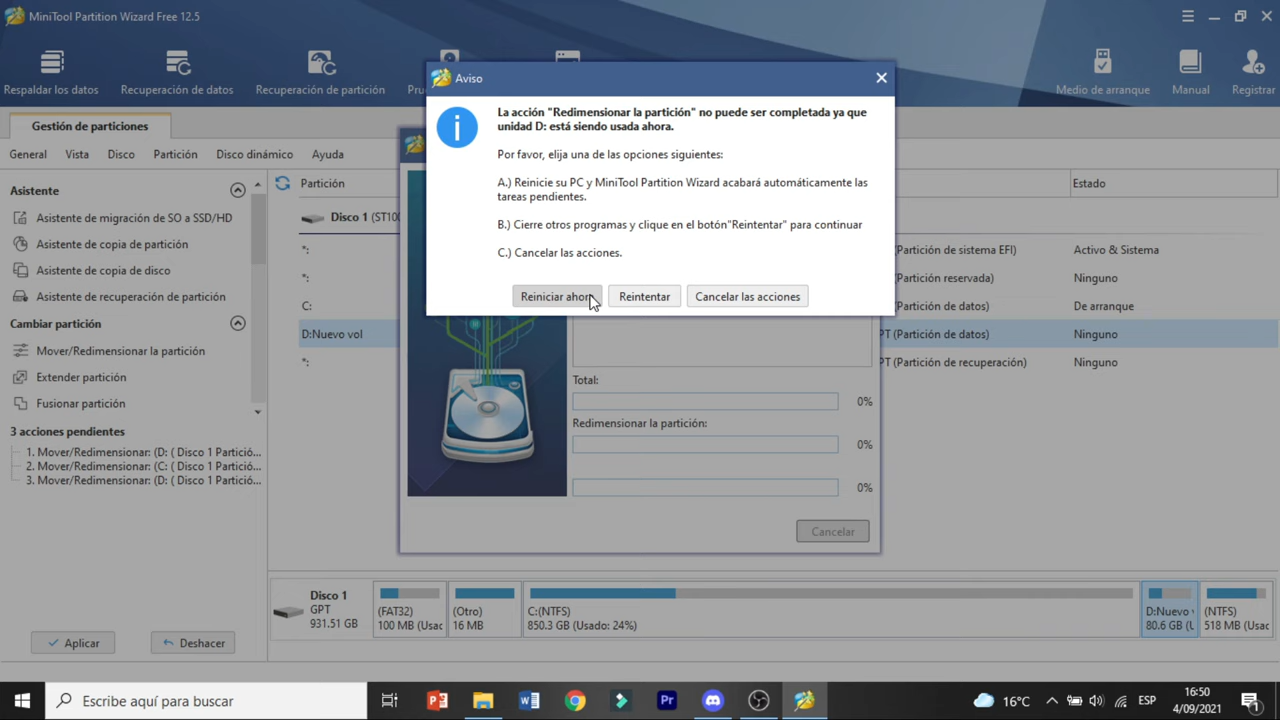 MiniTool Partition Wizard Free 12.5
Respaldar los datos
Recuperación de datos
Recuperación de partición
Medio de arranque
Manual
Registrar
Gestión de particiones
General
Vista
Disco
Partición
Disco dinámico
Ayuda
Asistente
Asistente de migración de SO a SSD/HD
Asistente de copia de partición
Asistente de copia de disco
Asistente de recuperación de partición
Cambiar partición
Mover/Redimensionar la partición
Extender partición
Fusionar partición
3 acciones pendientes
1. Mover/Redimensionar: (D: ( Disco 1 Partició...
2. Mover/Redimensionar: (C: ( Disco 1 Partició...
3. Mover/Redimensionar: (D: ( Disco 1 Partició...
Aplicar
Deshacer
Partición
Estado
Disco 1 (ST100
*:
(Partición de sistema EFI)
Activo & Sistema
*:
(Partición reservada)
Ninguno
C:
(Partición de datos)
De arranque
D:Nuevo vol
PT (Partición de datos)
Ninguno
*:
PT (Partición de recuperación)
Ninguno
Aviso
La acción "Redimensionar la partición" no puede ser completada ya que
unidad D: está siendo usada ahora.
Por favor, elija una de las opciones siguientes:
A.) Reinicie su PC y MiniTool Partition Wizard acabará automáticamente las
tareas pendientes.
B.) Cierre otros programas y clique en el botón"Reintentar" para continuar
C.) Cancelar las acciones.
Reiniciar ahora
Reintentar
Cancelar las acciones
Total:
0%
Redimensionar la partición:
0%
0%
Cancelar
Disco 1
GPT
931.51 GB
(FAT32)
100 MB (Usac
(Otro)
16 MB
C:(NTFS)
850.3 GB (Usado: 24%)
D:Nuevo v
80.6 GB (U
(NTFS)
518 MB (Usac
Escribe aquí para buscar
16°C
ESP
16:50
4/09/2021